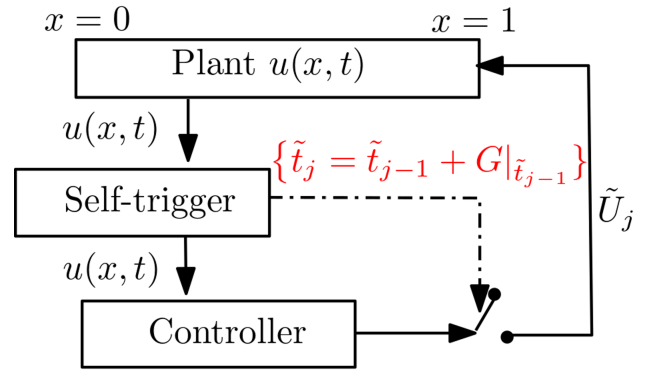 x = 0
x = 1
Plant u(x, t)
u(x, t)
{t̃_j = t̃_{j−1} + G|_{t̃_{j−1}}}
Self-trigger
Ũ_j
u(x, t)
Controller